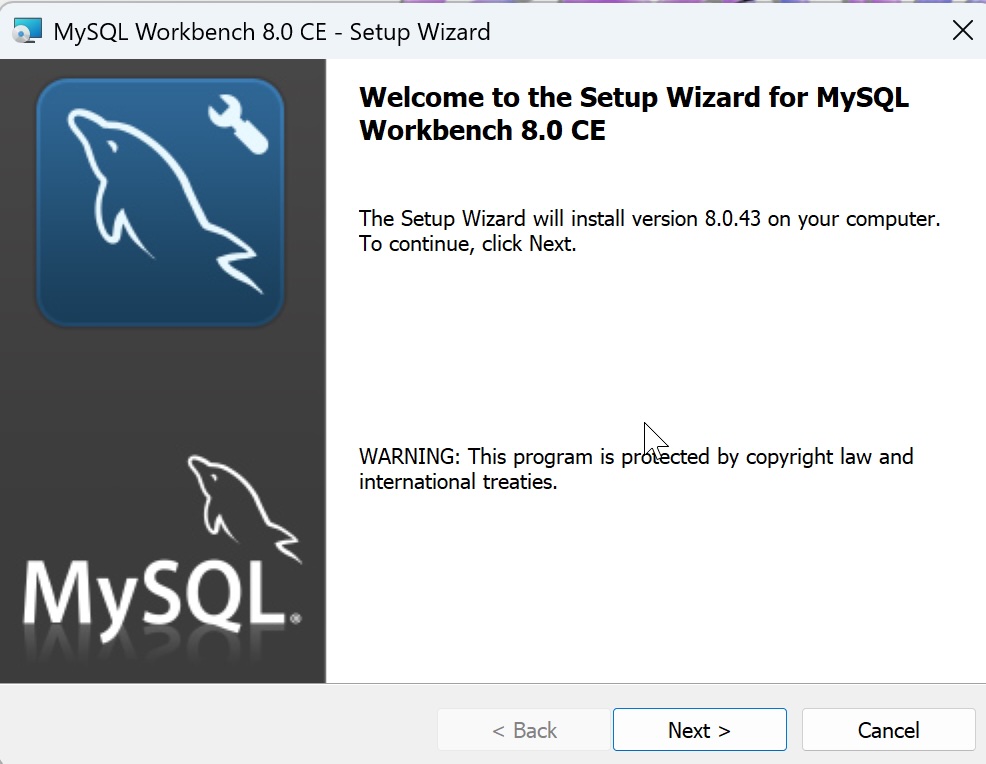 MySQL Workbench 8.0 CE - Setup Wizard
Welcome to the Setup Wizard for MySQL
Workbench 8.0 CE
The Setup Wizard will install version 8.0.43 on your computer.
To continue, click Next.
WARNING: This program is protected by copyright law and
international treaties.
MySQL®
< Back
Next >
Cancel